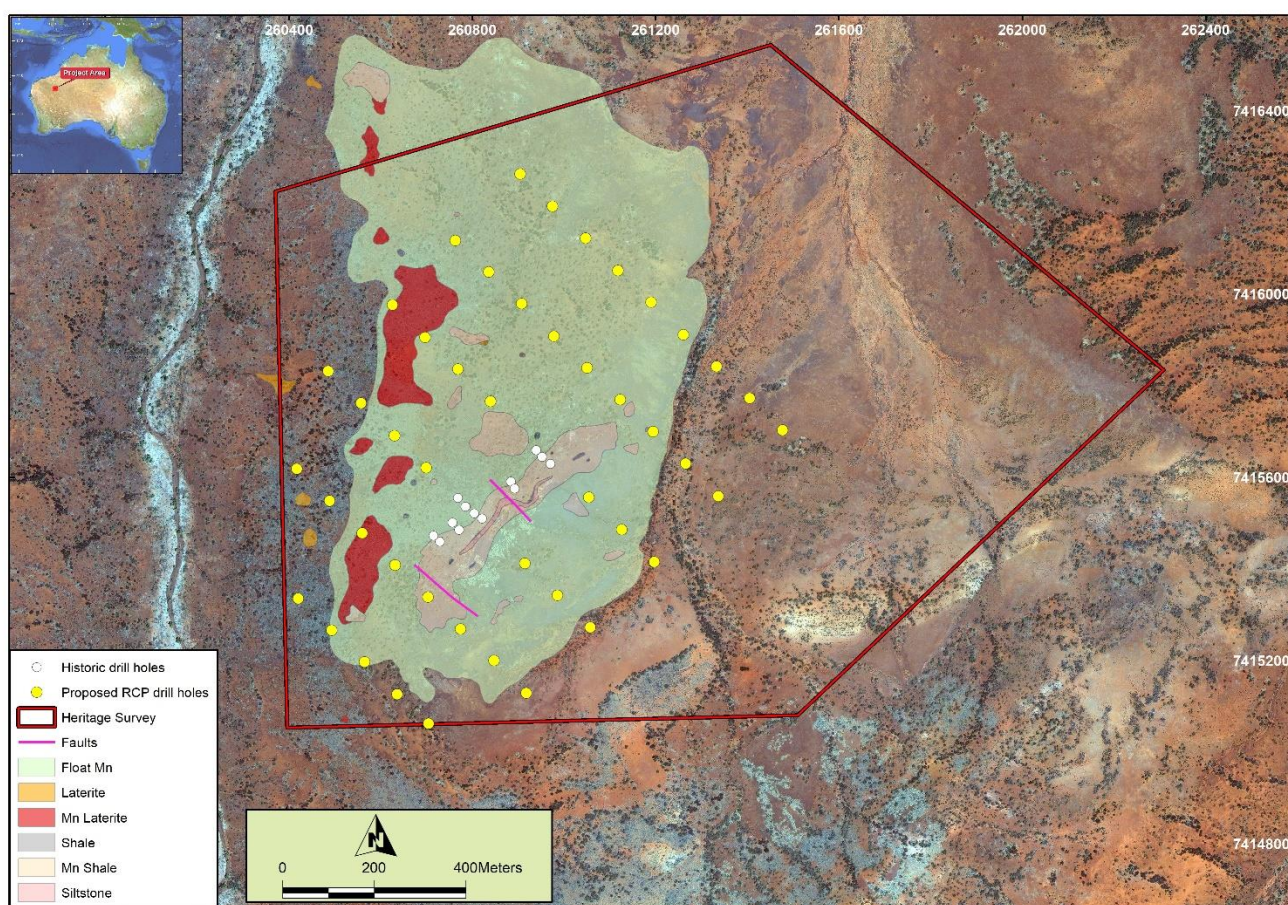 260400
260800
261200
261600
262000
262400
Project Area
7416400
7416000
7415600
7415200
7414800
Historic drill holes
Proposed RCP drill holes
Heritage Survey
Faults
Float Mn
Laterite
Mn Laterite
Shale
Mn Shale
Siltstone
N
0
200
400Meters